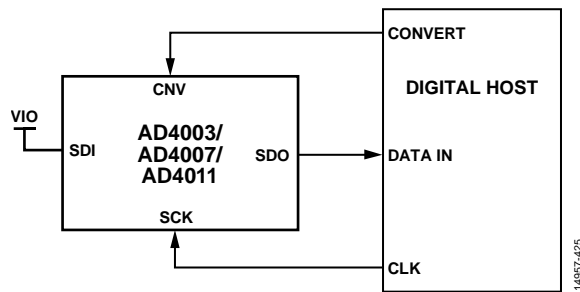 CONVERT
CNV
DIGITAL HOST
VIO
SDI
AD4003/
AD4007/
AD4011
SDO
DATA IN
SCK
CLK
14957-425